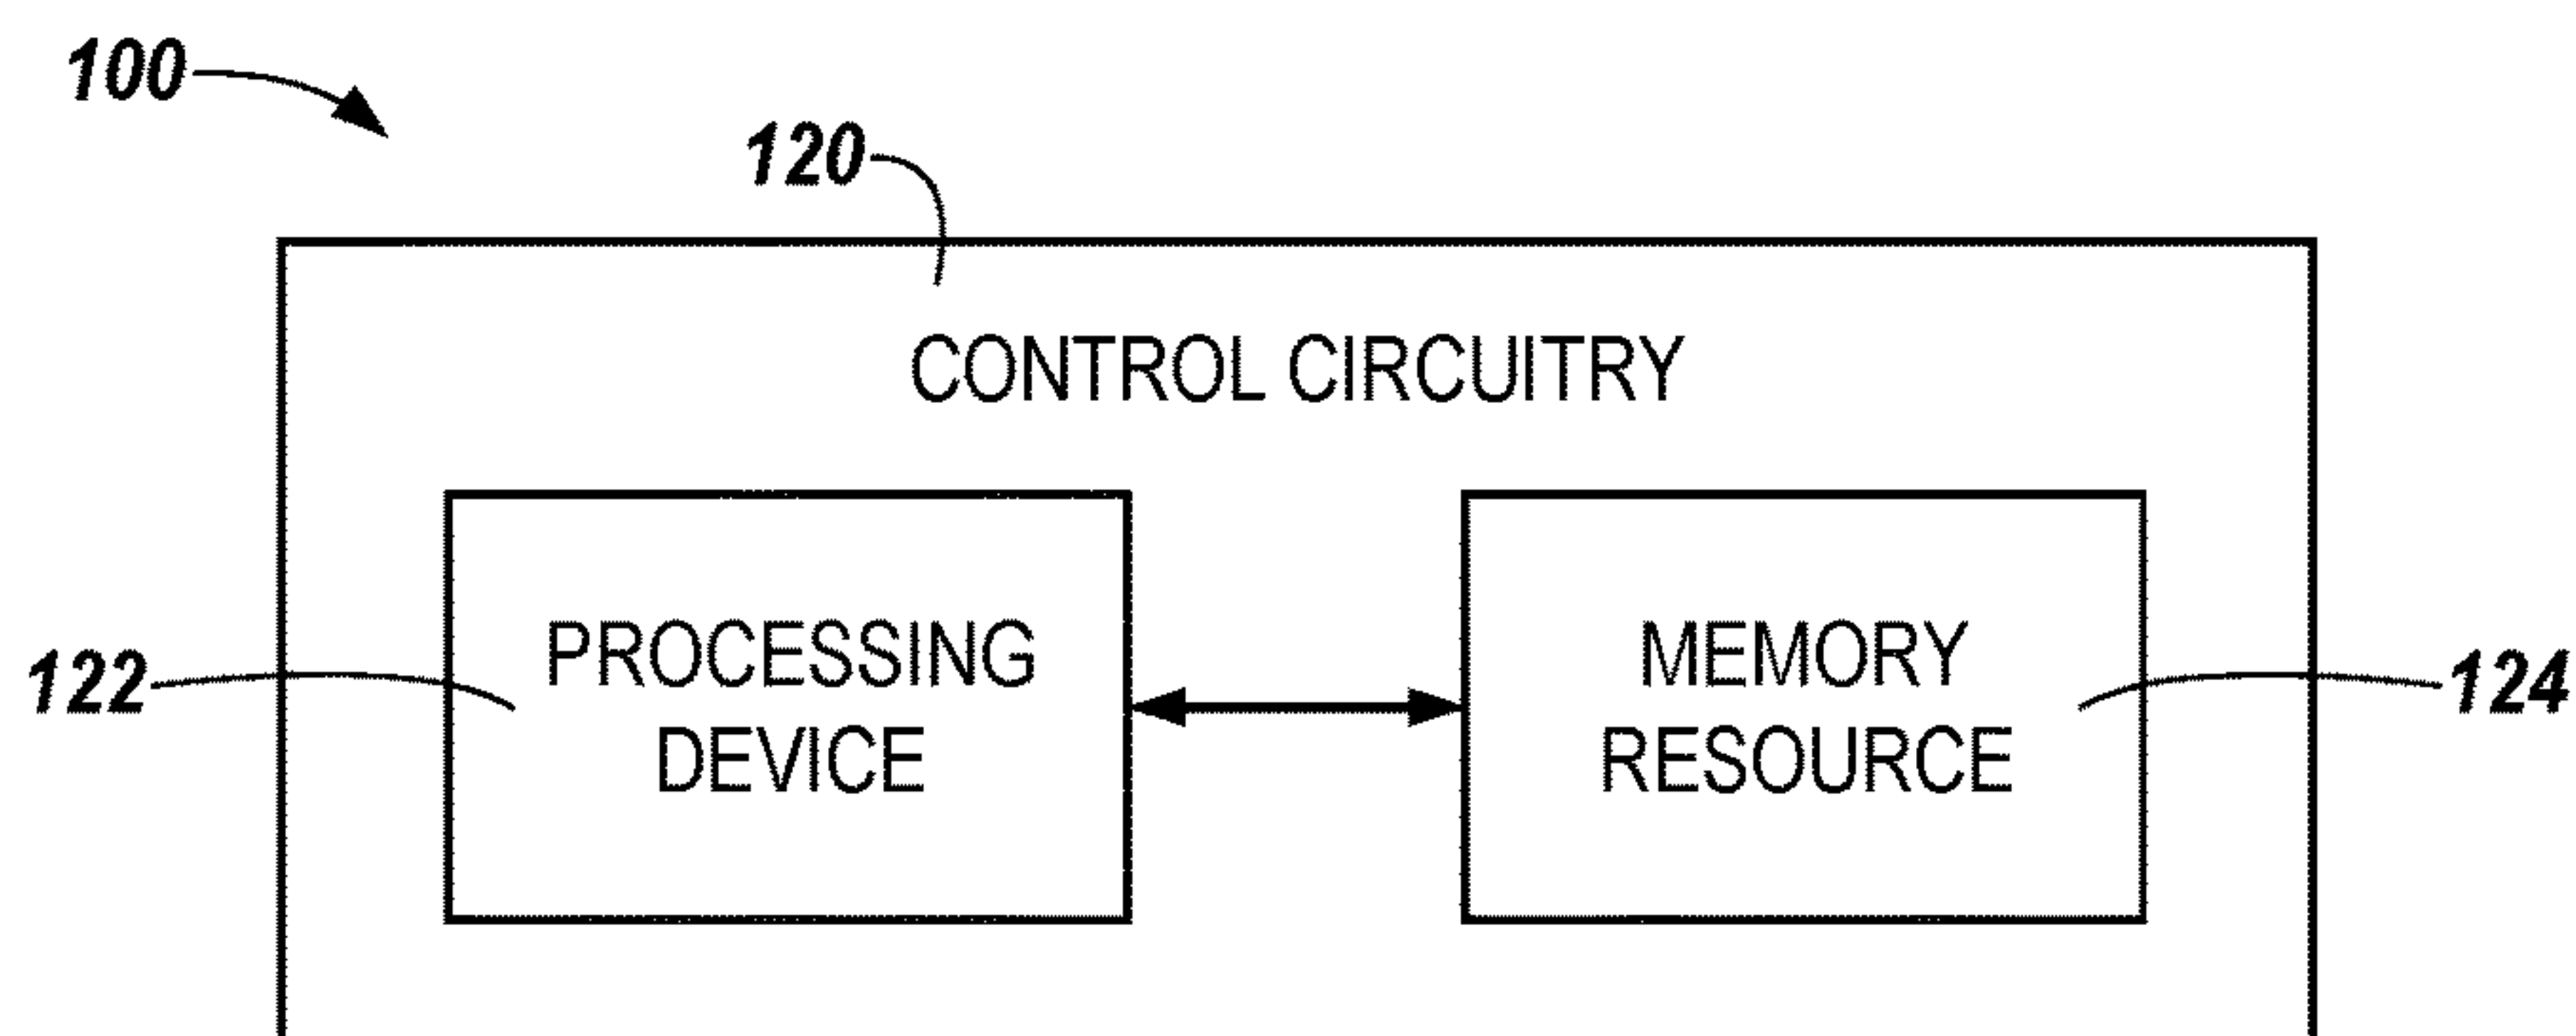 100
120
CONTROL CIRCUITRY
PROCESSING
DEVICE
MEMORY
RESOURCE
122
124